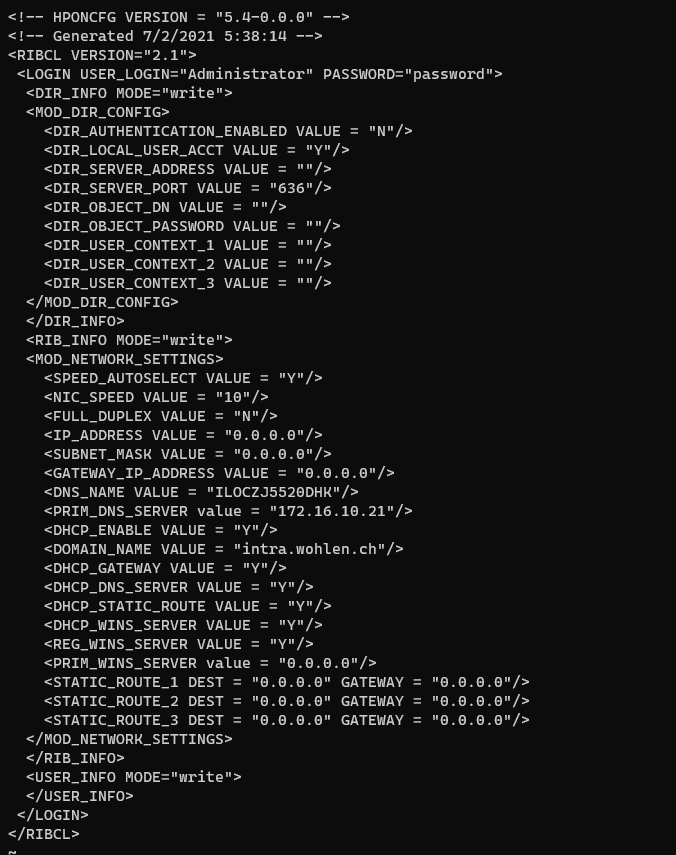 <!-- HPONCFG VERSION = "5.4-0.0.0" -->
<!-- Generated 7/2/2021 5:38:14 -->
<RIBCL VERSION="2.1">
 <LOGIN USER_LOGIN="Administrator" PASSWORD="password">
  <DIR_INFO MODE="write">
  <MOD_DIR_CONFIG>
    <DIR_AUTHENTICATION_ENABLED VALUE = "N"/>
    <DIR_LOCAL_USER_ACCT VALUE = "Y"/>
    <DIR_SERVER_ADDRESS VALUE = ""/>
    <DIR_SERVER_PORT VALUE = "636"/>
    <DIR_OBJECT_DN VALUE = ""/>
    <DIR_OBJECT_PASSWORD VALUE = ""/>
    <DIR_USER_CONTEXT_1 VALUE = ""/>
    <DIR_USER_CONTEXT_2 VALUE = ""/>
    <DIR_USER_CONTEXT_3 VALUE = ""/>
  </MOD_DIR_CONFIG>
  </DIR_INFO>
  <RIB_INFO MODE="write">
  <MOD_NETWORK_SETTINGS>
    <SPEED_AUTOSELECT VALUE = "Y"/>
    <NIC_SPEED VALUE = "10"/>
    <FULL_DUPLEX VALUE = "N"/>
    <IP_ADDRESS VALUE = "0.0.0.0"/>
    <SUBNET_MASK VALUE = "0.0.0.0"/>
    <GATEWAY_IP_ADDRESS VALUE = "0.0.0.0"/>
    <DNS_NAME VALUE = "ILOCZJ5520DHK"/>
    <PRIM_DNS_SERVER value = "172.16.10.21"/>
    <DHCP_ENABLE VALUE = "Y"/>
    <DOMAIN_NAME VALUE = "intra.wohlen.ch"/>
    <DHCP_GATEWAY VALUE = "Y"/>
    <DHCP_DNS_SERVER VALUE = "Y"/>
    <DHCP_STATIC_ROUTE VALUE = "Y"/>
    <DHCP_WINS_SERVER VALUE = "Y"/>
    <REG_WINS_SERVER VALUE = "Y"/>
    <PRIM_WINS_SERVER value = "0.0.0.0"/>
    <STATIC_ROUTE_1 DEST = "0.0.0.0" GATEWAY = "0.0.0.0"/>
    <STATIC_ROUTE_2 DEST = "0.0.0.0" GATEWAY = "0.0.0.0"/>
    <STATIC_ROUTE_3 DEST = "0.0.0.0" GATEWAY = "0.0.0.0"/>
  </MOD_NETWORK_SETTINGS>
  </RIB_INFO>
  <USER_INFO MODE="write">
  </USER_INFO>
 </LOGIN>
</RIBCL>
~